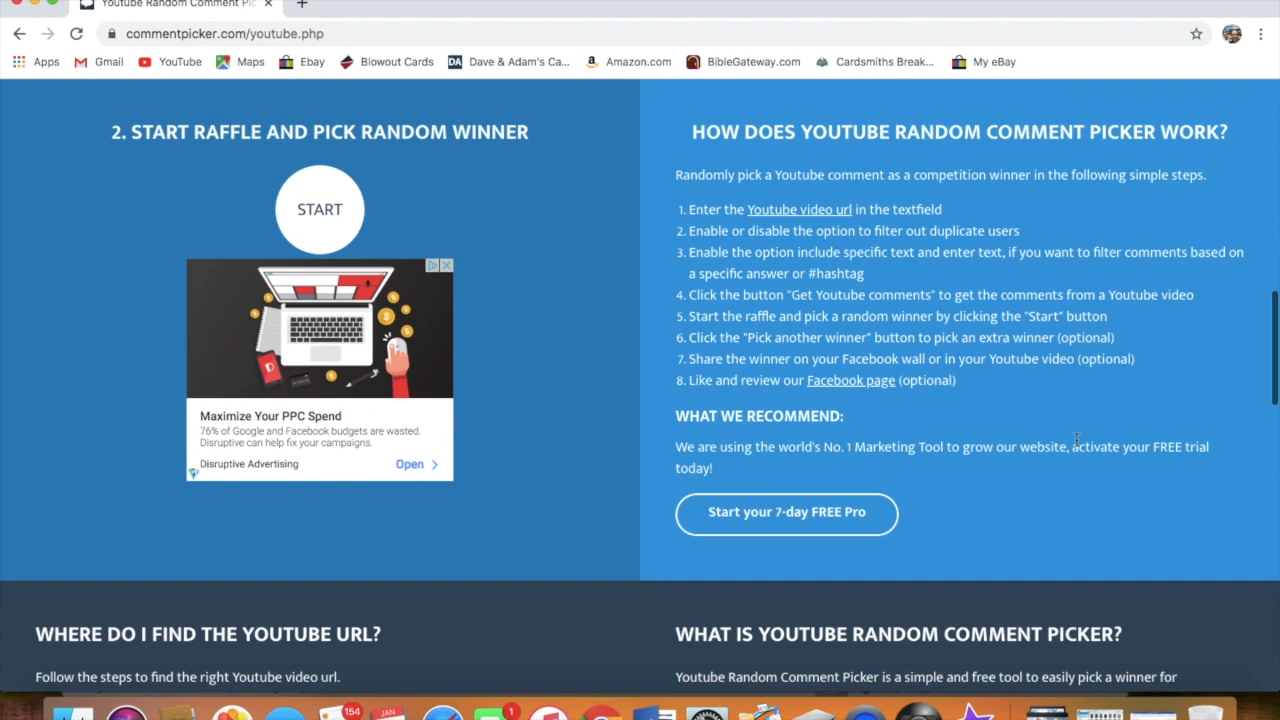 Youtube Random Comment Pic
commentpicker.com/youtube.php
Apps Gmail YouTube Maps Ebay Blowout Cards DA Dave & Adam's Ca... Amazon.com BibleGateway.com Cardsmiths Break... My eBay
2. START RAFFLE AND PICK RANDOM WINNER
START
Maximize Your PPC Spend
76% of Google and Facebook budgets are wasted.
Disruptive can help fix your campaigns.
Disruptive Advertising Open
HOW DOES YOUTUBE RANDOM COMMENT PICKER WORK?
Randomly pick a Youtube comment as a competition winner in the following simple steps.
1. Enter the Youtube video url in the textfield
2. Enable or disable the option to filter out duplicate users
3. Enable the option include specific text and enter text, if you want to filter comments based on
a specific answer or #hashtag
4. Click the button "Get Youtube comments" to get the comments from a Youtube video
5. Start the raffle and pick a random winner by clicking the "Start" button
6. Click the "Pick another winner" button to pick an extra winner (optional)
7. Share the winner on your Facebook wall or in your Youtube video (optional)
8. Like and review our Facebook page (optional)
WHAT WE RECOMMEND:
We are using the world's No. 1 Marketing Tool to grow our website, activate your FREE trial
today!
Start your 7-day FREE Pro
WHERE DO I FIND THE YOUTUBE URL?
Follow the steps to find the right Youtube video url.
WHAT IS YOUTUBE RANDOM COMMENT PICKER?
Youtube Random Comment Picker is a simple and free tool to easily pick a winner for
154
JAN
1